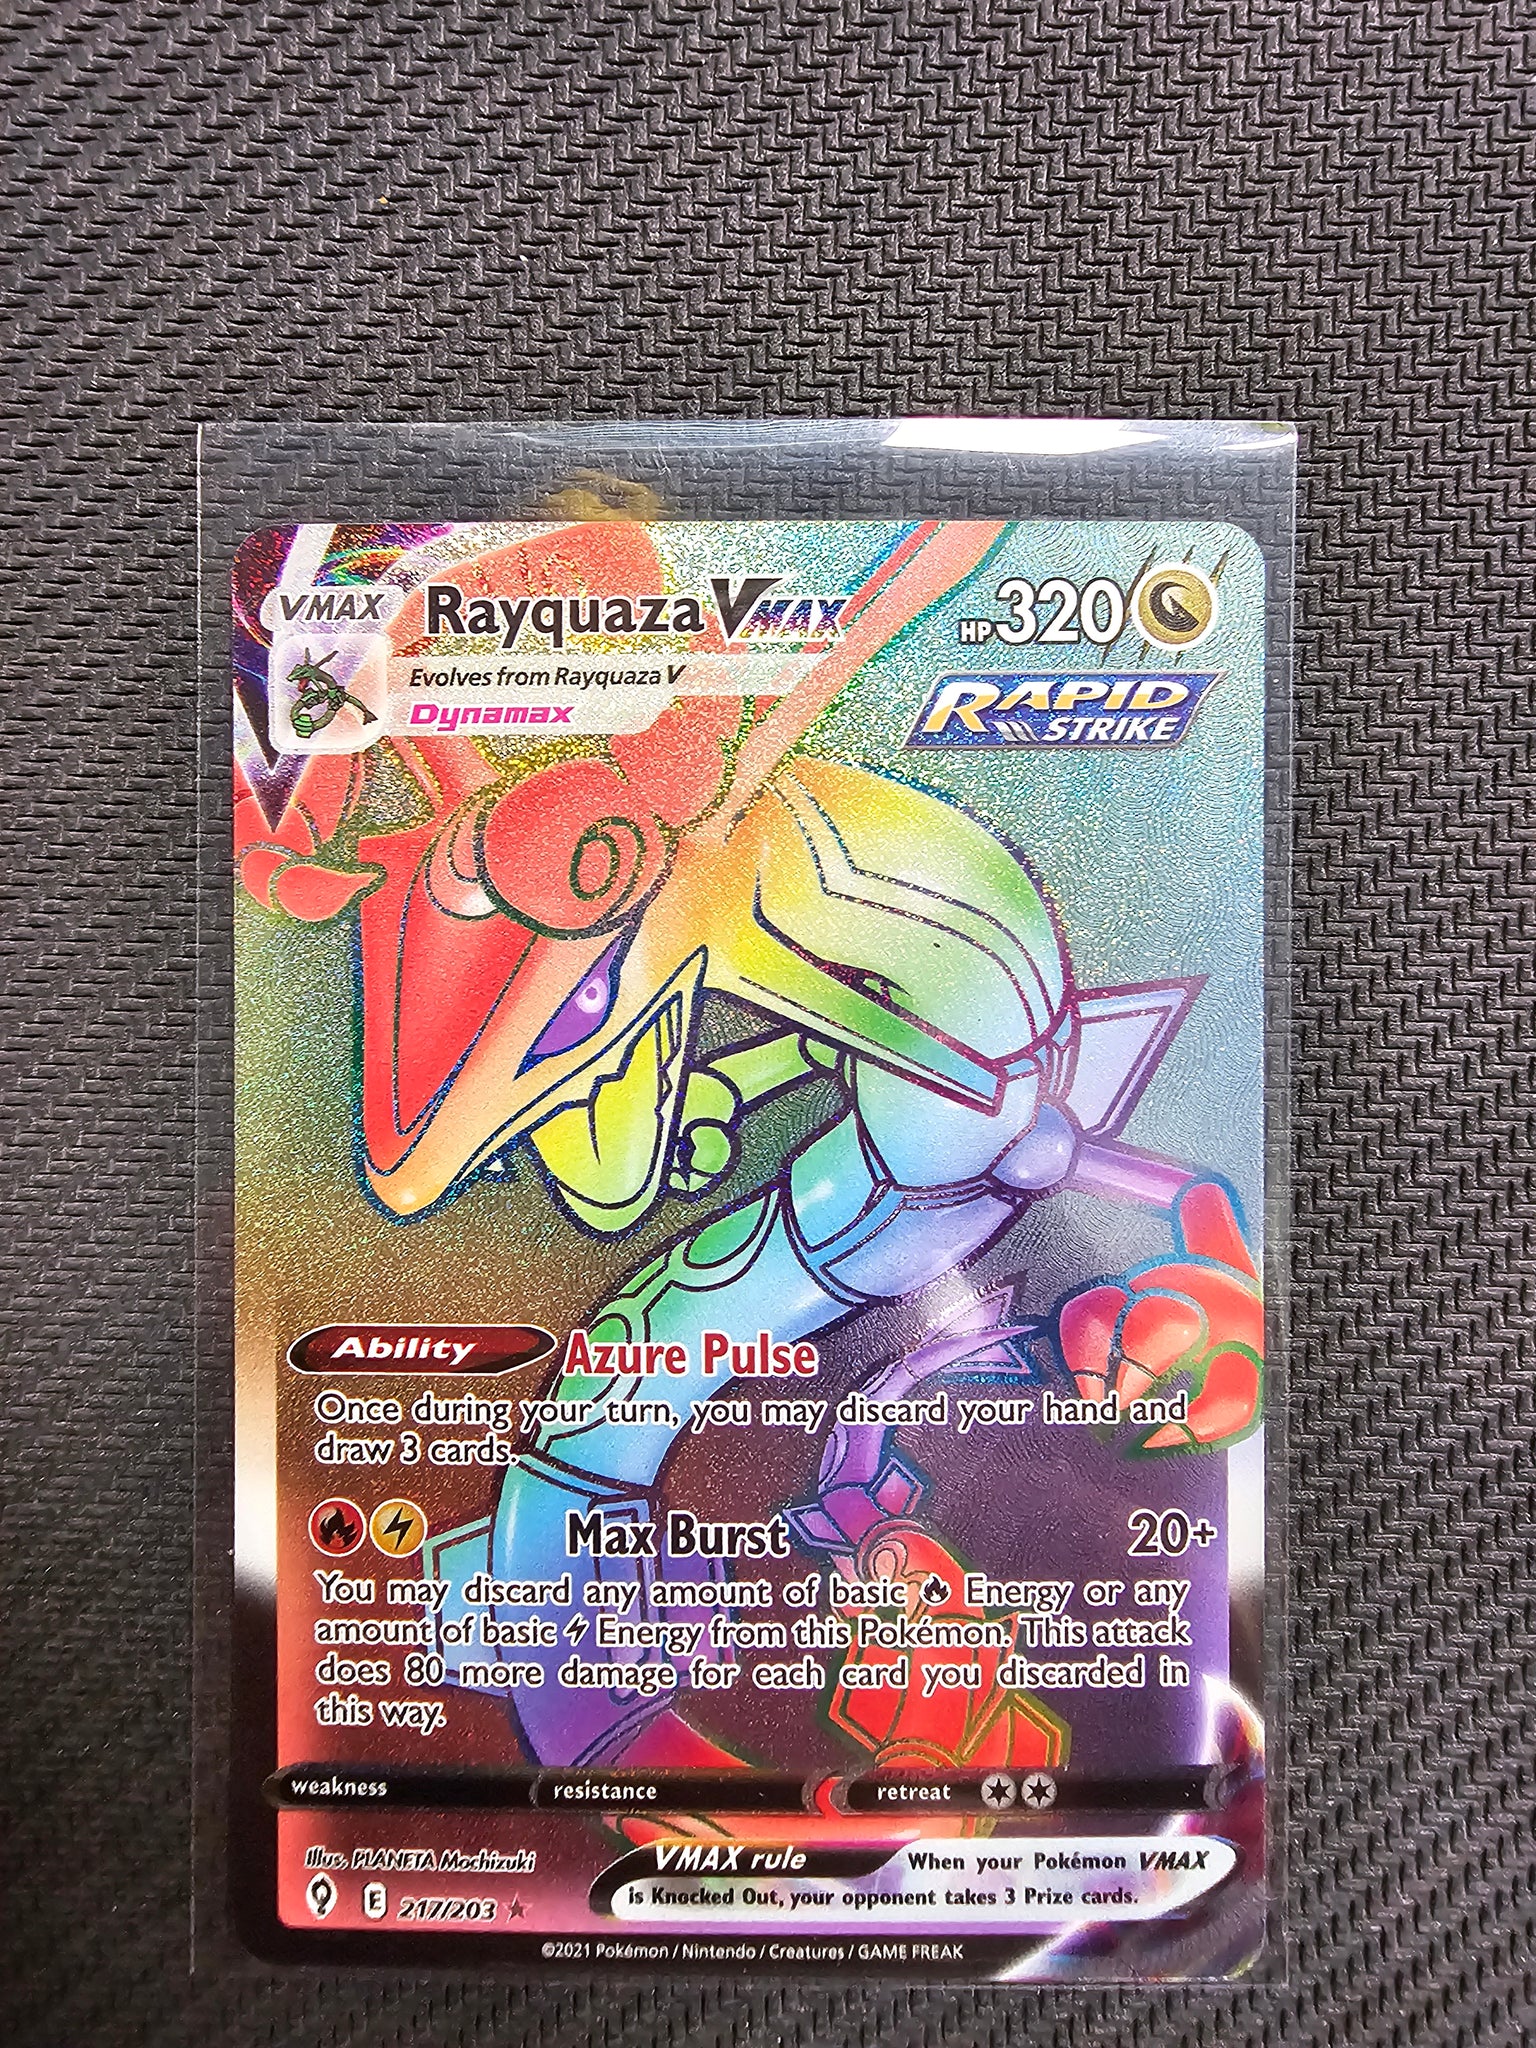 VMAX Rayquaza VMAX HP 320
Evolves from Rayquaza V
Dynamax
RAPID
STRIKE
Ability Azure Pulse
Once during your turn, you may discard your hand and
draw 3 cards.
Max Burst 20+
You may discard any amount of basic Energy or any
amount of basic Energy from this Pokémon. This attack
does 80 more damage for each card you discarded in
this way.
weakness resistance retreat
Illus. PLANETA Mochizuki
VMAX rule When your Pokémon VMAX
is Knocked Out, your opponent takes 3 Prize cards.
E 217/203 ★
©2021 Pokémon / Nintendo / Creatures / GAME FREAK